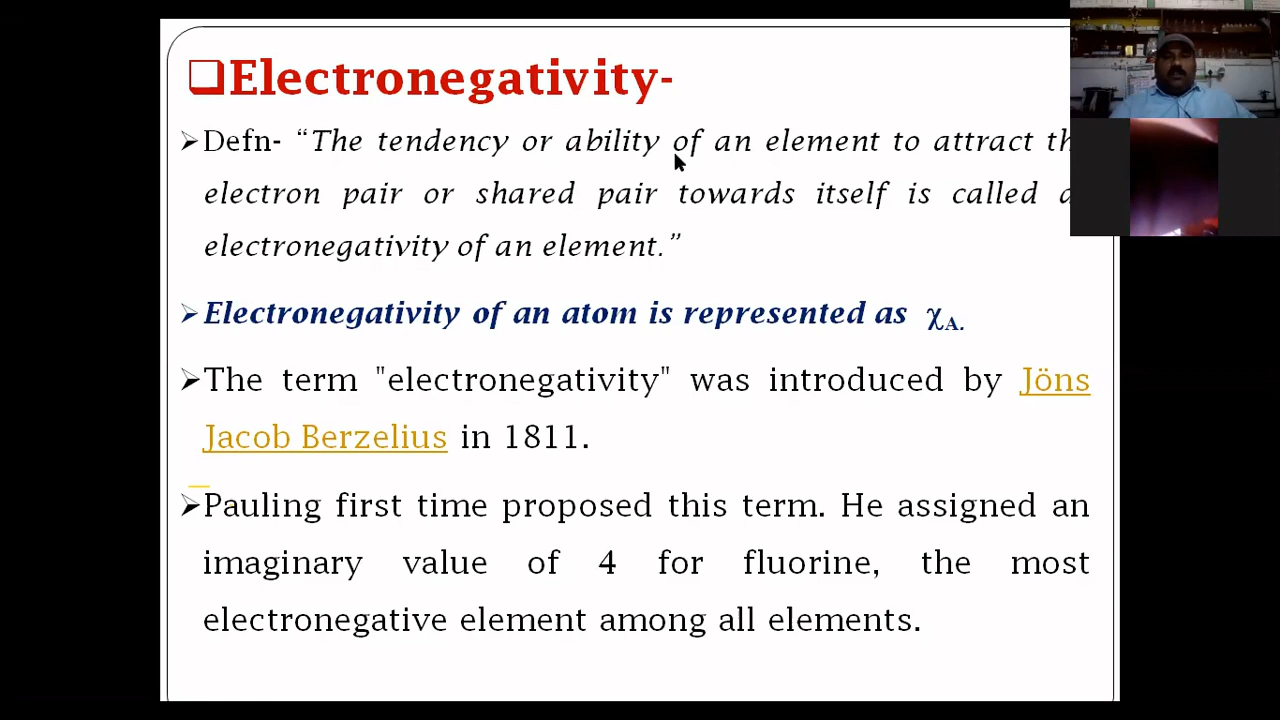 Electronegativity-
Defn- “The tendency or ability of an element to attract
electron pair or shared pair towards itself is called
electronegativity of an element.”
Electronegativity of an atom is represented as χA.
The term "electronegativity" was introduced by Jöns
Jacob Berzelius in 1811.
Pauling first time proposed this term. He assigned an
imaginary value of 4 for fluorine, the most
electronegative element among all elements.